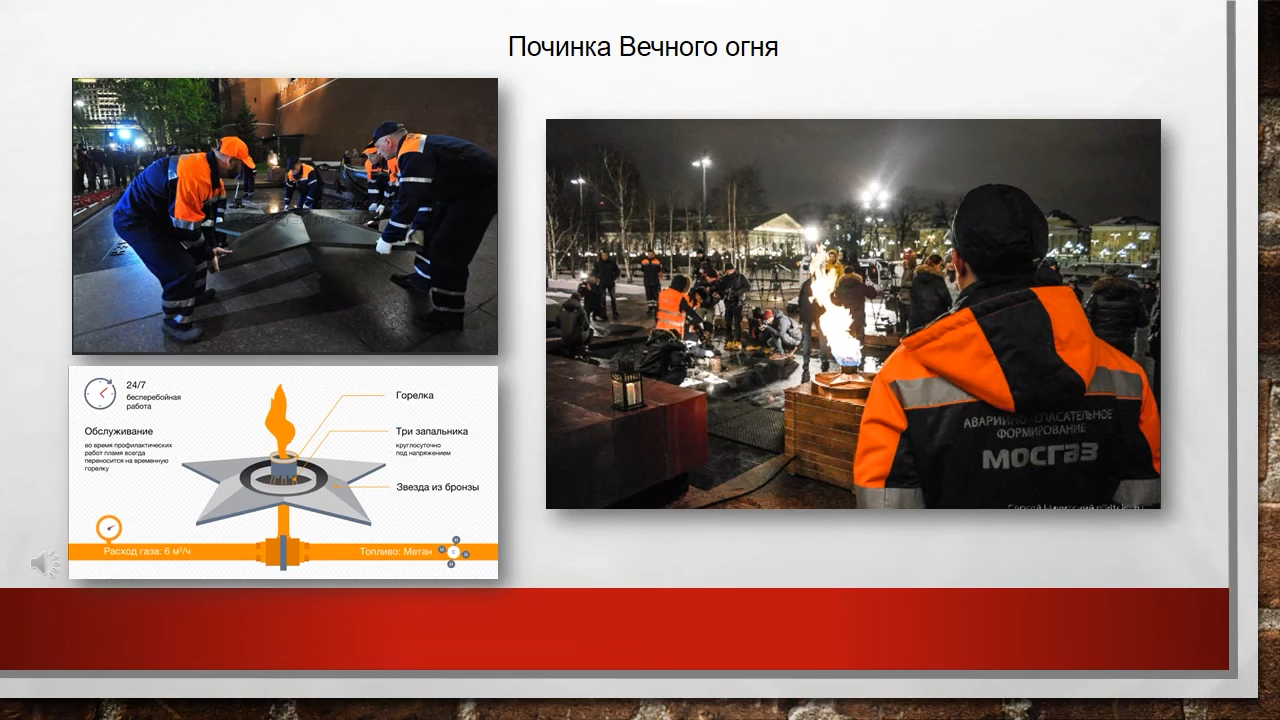 Починка Вечного огня
24/7
бесперебойная
работа
Обслуживание
во время профилактических
работ пламя всегда
переносится на временную
горелку
Горелка
Три запальника
круглосуточно
под напряжением
Звезда из бронзы
Расход газа: 6 м³/ч
Топливо: Метан
АВАРИЙНО-СПАСАТЕЛЬНОЕ
ФОРМИРОВАНИЕ
МОСГАЗ